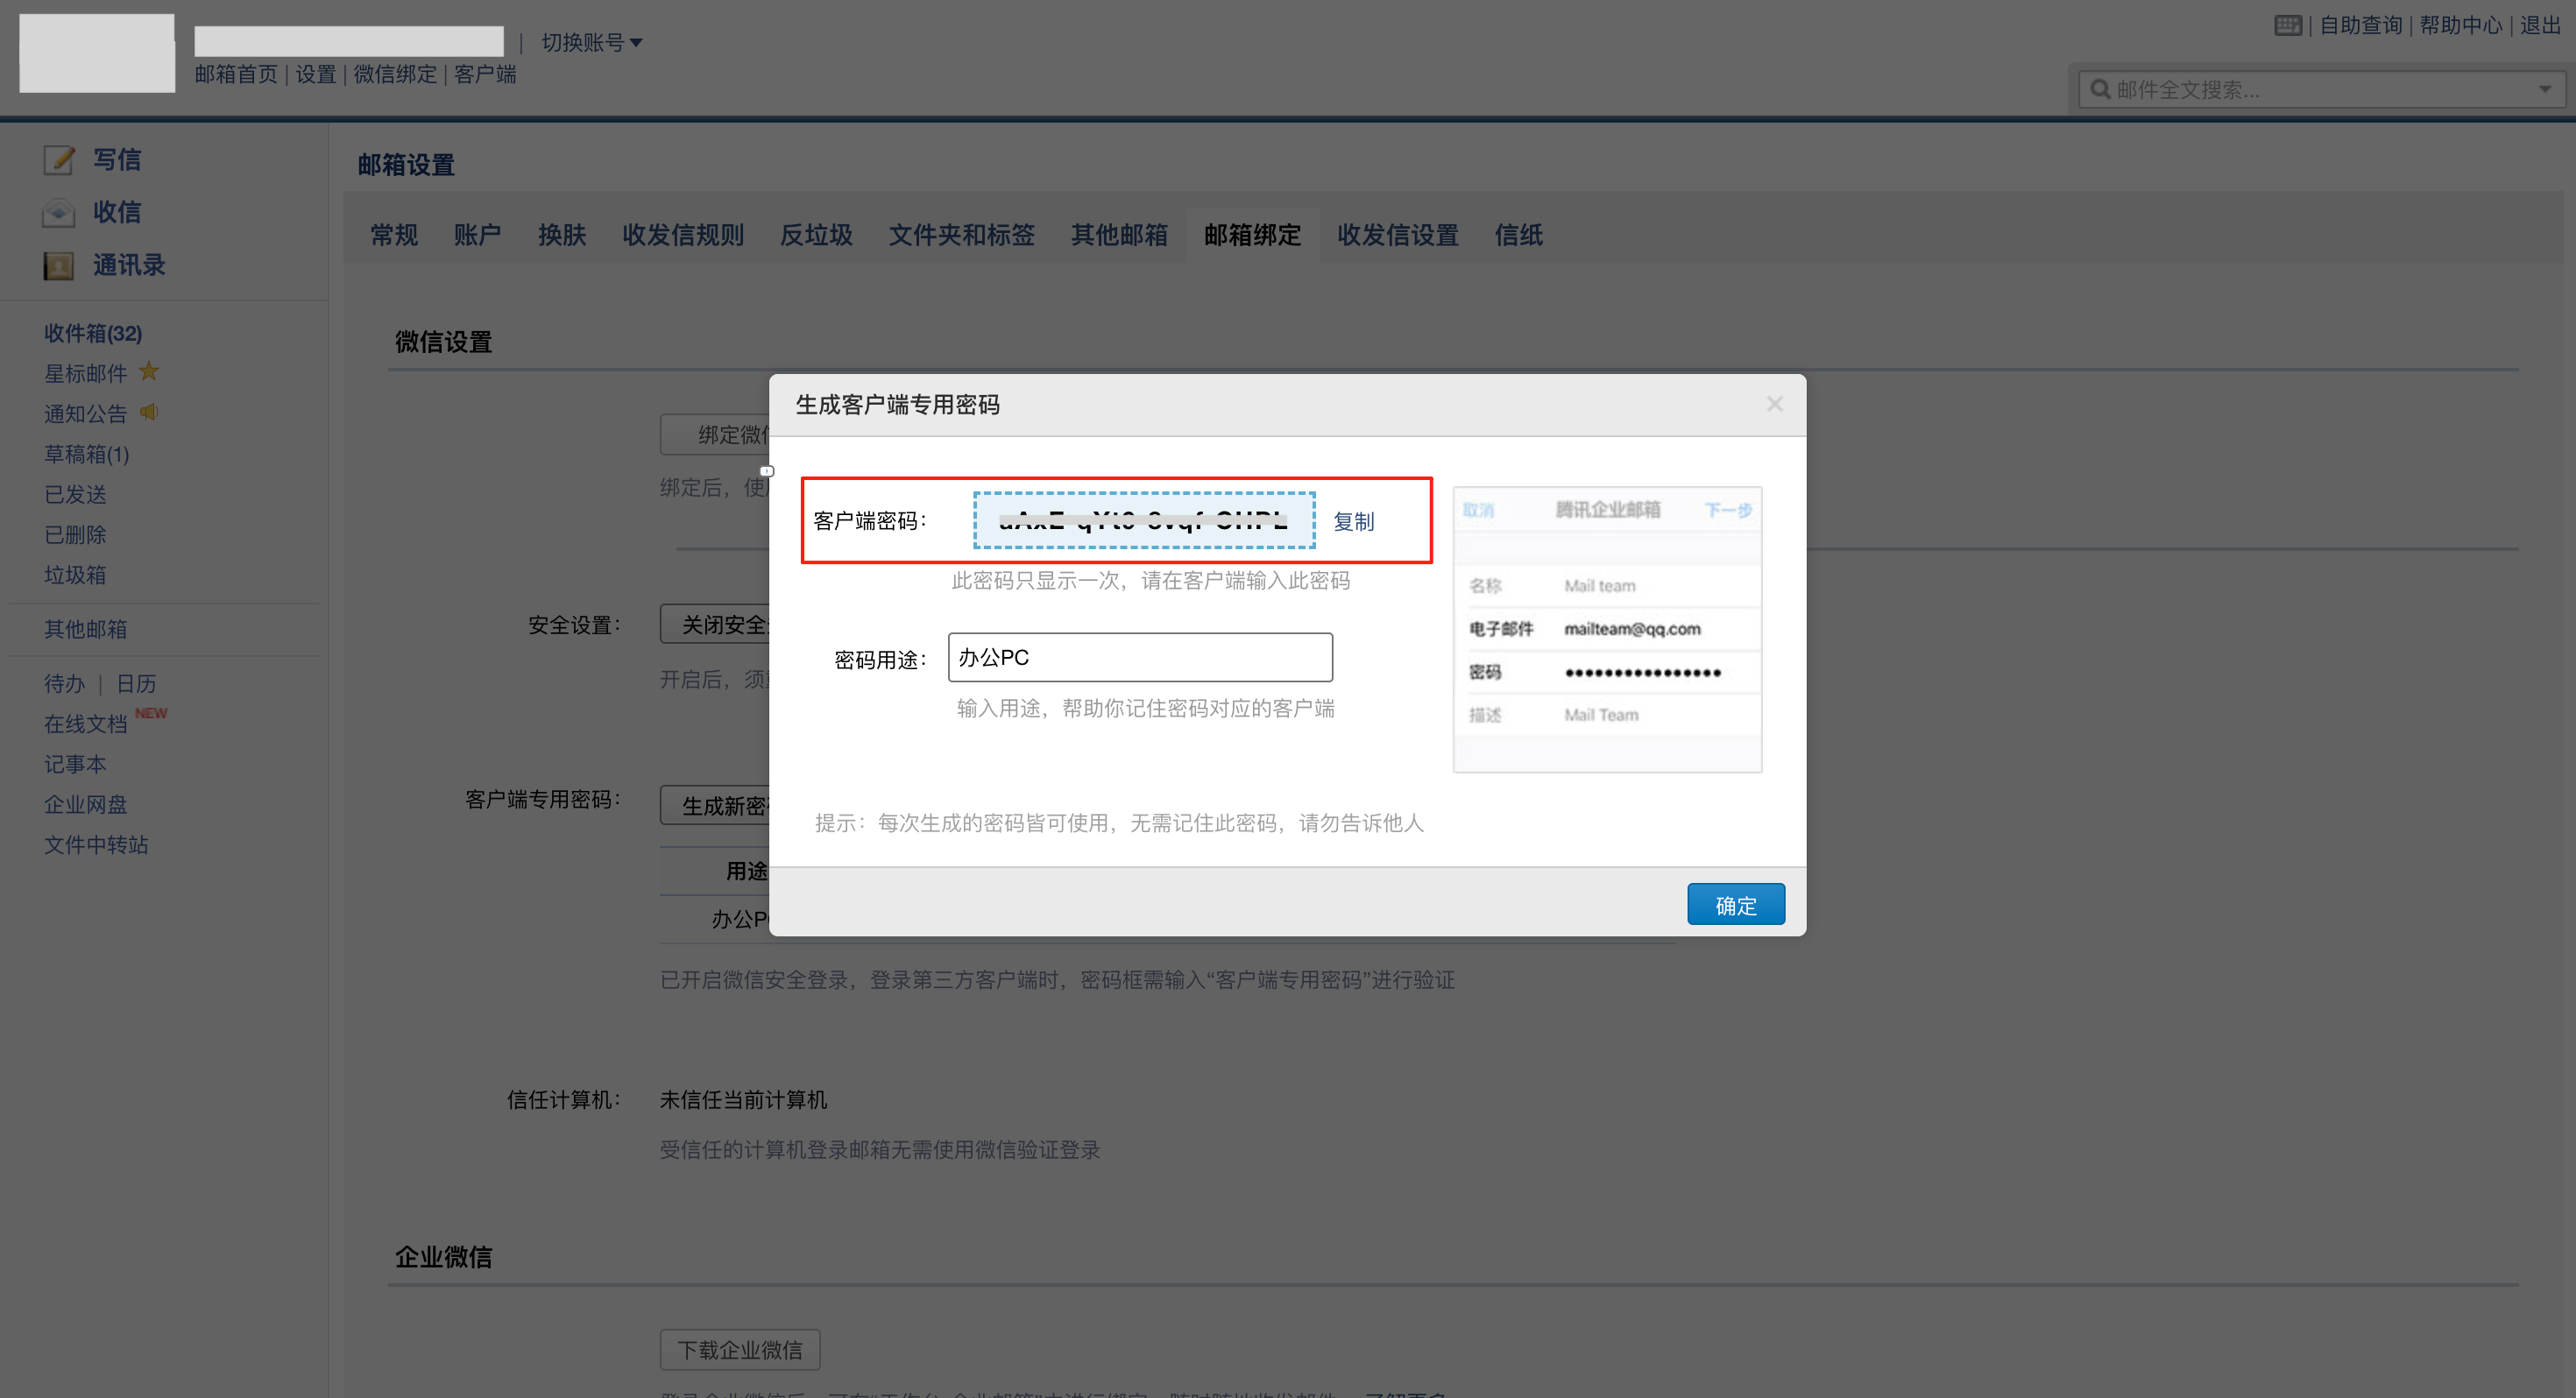 切换账号
自助查询 | 帮助中心 | 退出
邮箱首页 | 设置 | 微信绑定 | 客户端
邮件全文搜索...
写信
收信
通讯录
收件箱(32)
星标邮件
通知公告
草稿箱(1)
已发送
已删除
垃圾箱
其他邮箱
待办 | 日历
在线文档 NEW
记事本
企业网盘
文件中转站
邮箱设置
常规 账户 换肤 收发信规则 反垃圾 文件夹和标签 其他邮箱 邮箱绑定 收发信设置 信纸
微信设置
绑定微
绑定后，使
安全设置：
关闭安全
开启后，须
客户端专用密码：
生成新密
用途
办公P
已开启微信安全登录，登录第三方客户端时，密码框需输入“客户端专用密码”进行验证
信任计算机：
未信任当前计算机
受信任的计算机登录邮箱无需使用微信验证登录
企业微信
下载企业微信
生成客户端专用密码
客户端密码：
复制
此密码只显示一次，请在客户端输入此密码
密码用途：
办公PC
输入用途，帮助你记住密码对应的客户端
提示：每次生成的密码皆可使用，无需记住此密码，请勿告诉他人
确定
取消 腾讯企业邮箱 下一步
名称 Mail team
电子邮件 mailteam@qq.com
密码 ●●●●●●●●●●●●●●●●
描述 Mail Team